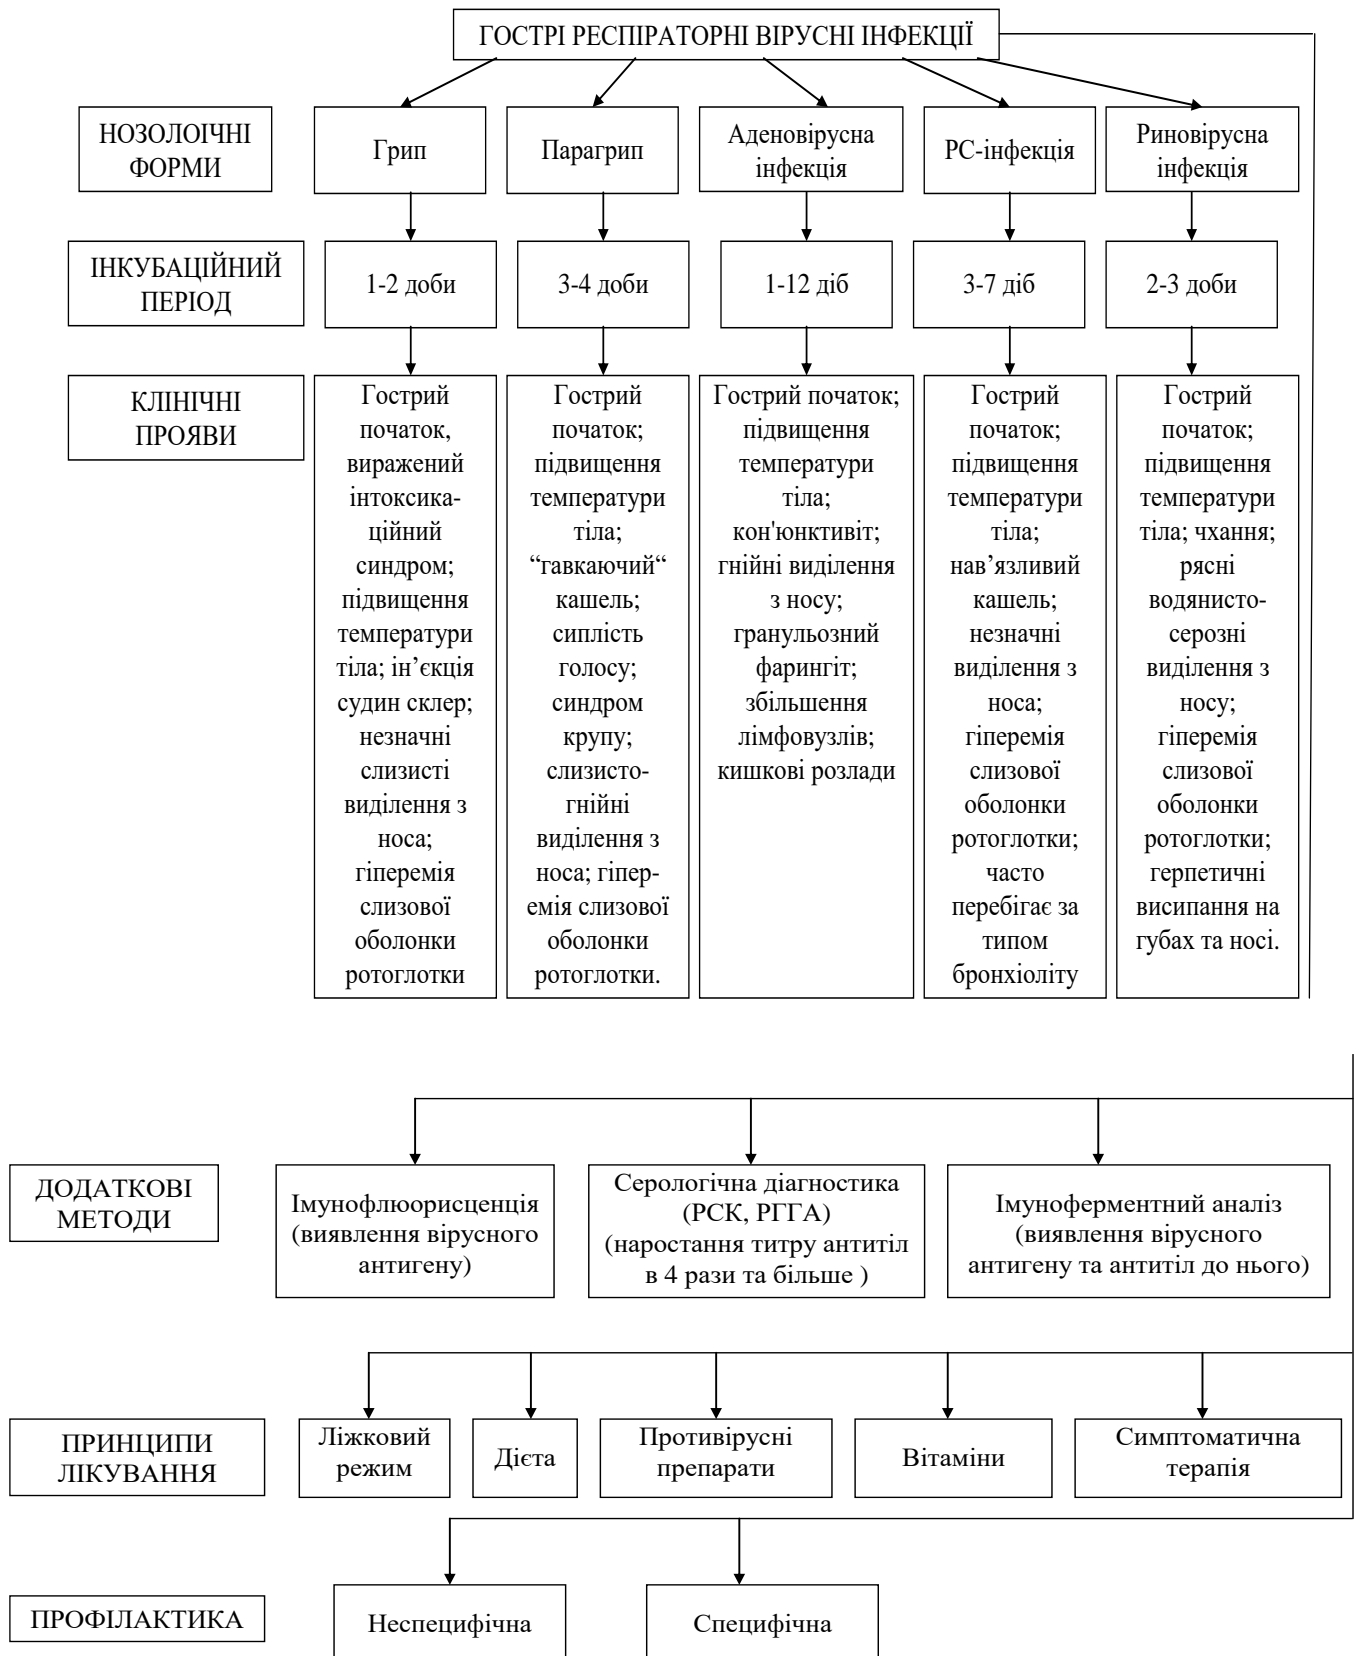 ГОСТРІ РЕСПІРАТОРНІ ВІРУСНІ ІНФЕКЦІЇ
НОЗОЛОІЧНІ
ФОРМИ
Грип
Парагрип
Аденовірусна
інфекція
РС-інфекція
Риновірусна
інфекція
ІНКУБАЦІЙНИЙ
ПЕРІОД
1-2 доби
3-4 доби
1-12 діб
3-7 діб
2-3 доби
КЛІНІЧНІ
ПРОЯВИ
Гострий
початок,
виражений
інтоксика-
ційний
синдром;
підвищення
температури
тіла; ін’єкція
судин склер;
незначні
слизисті
виділення з
носа;
гіперемія
слизової
оболонки
ротоглотки
Гострий
початок;
підвищення
температури
тіла;
“гавкаючий“
кашель;
сиплість
голосу;
синдром
крупу;
слизисто-
гнійні
виділення з
носа; гіпер-
емія слизової
оболонки
ротоглотки.
Гострий початок;
підвищення
температури
тіла;
кон'юнктивіт;
гнійні виділення
з носу;
гранульозний
фарингіт;
збільшення
лімфовузлів;
кишкові розлади
Гострий
початок;
підвищення
температури
тіла;
нав’язливий
кашель;
незначні
виділення з
носа;
гіперемія
слизової
оболонки
ротоглотки;
часто
перебігає за
типом
бронхіоліту
Гострий
початок;
підвищення
температури
тіла; чхання;
рясні
водянисто-
серозні
виділення з
носу;
гіперемія
слизової
оболонки
ротоглотки;
герпетичні
висипання на
губах та носі.
ДОДАТКОВІ
МЕТОДИ
Імунофлюорисценція
(виявлення вірусного
антигену)
Серологічна діагностика
(РСК, РГГА)
(наростання титру антитіл
в 4 рази та більше )
Імуноферментний аналіз
(виявлення вірусного
антигену та антитіл до нього)
ПРИНЦИПИ
ЛІКУВАННЯ
Ліжковий
режим
Дієта
Противірусні
препарати
Вітаміни
Симптоматична
терапія
ПРОФІЛАКТИКА
Неспецифічна
Специфічна